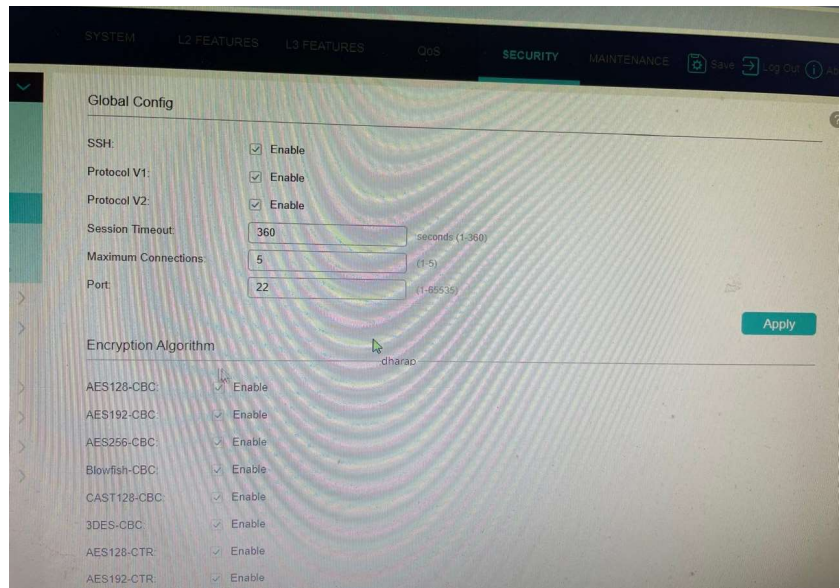 SYSTEM L2 FEATURES L3 FEATURES QoS SECURITY MAINTENANCE Save Log Out
Global Config
SSH: Enable
Protocol V1: Enable
Protocol V2: Enable
Session Timeout: 360 seconds (1-360)
Maximum Connections: 5 (1-5)
Port: 22 (1-65535)
Apply
Encryption Algorithm
dharap
AES128-CBC: Enable
AES192-CBC: Enable
AES256-CBC: Enable
Blowfish-CBC: Enable
CAST128-CBC: Enable
3DES-CBC: Enable
AES128-CTR: Enable
AES192-CTR: Enable